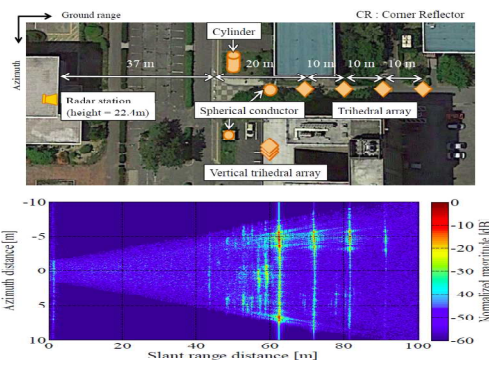 Ground range
CR : Corner Reflector
Azimuth
Cylinder
37 m
20 m
10 m
10 m
10 m
Radar station
(height = 22.4m)
Spherical conductor
Trihedral array
Vertical trihedral array
-10
-5
0
5
10
Azimuth distance [m]
0
20
40
60
80
100
Slant range distance [m]
0
-10
-20
-30
-40
-50
-60
Normalized magnitude [dB]